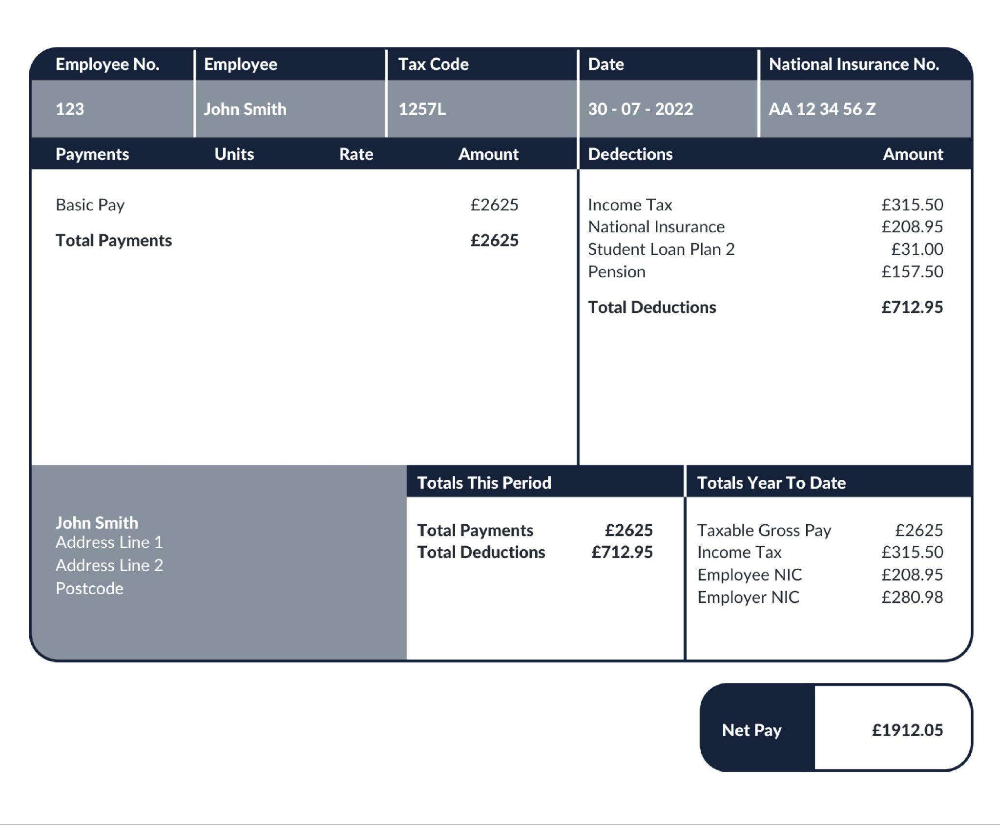 Employee No. Employee Tax Code Date National Insurance No.
123 John Smith 1257L 30 - 07 - 2022 AA 12 34 56 Z
Payments Units Rate Amount Dedections Amount
Basic Pay £2625 Income Tax £315.50
National Insurance £208.95
Total Payments £2625
Student Loan Plan 2 £31.00
Pension £157.50
Total Deductions £712.95
Totals This Period Totals Year To Date
John Smith
Address Line 1
Address Line 2
Postcode
Total Payments £2625
Total Deductions £712.95
Taxable Gross Pay £2625
Income Tax £315.50
Employee NIC £208.95
Employer NIC £280.98
Net Pay £1912.05